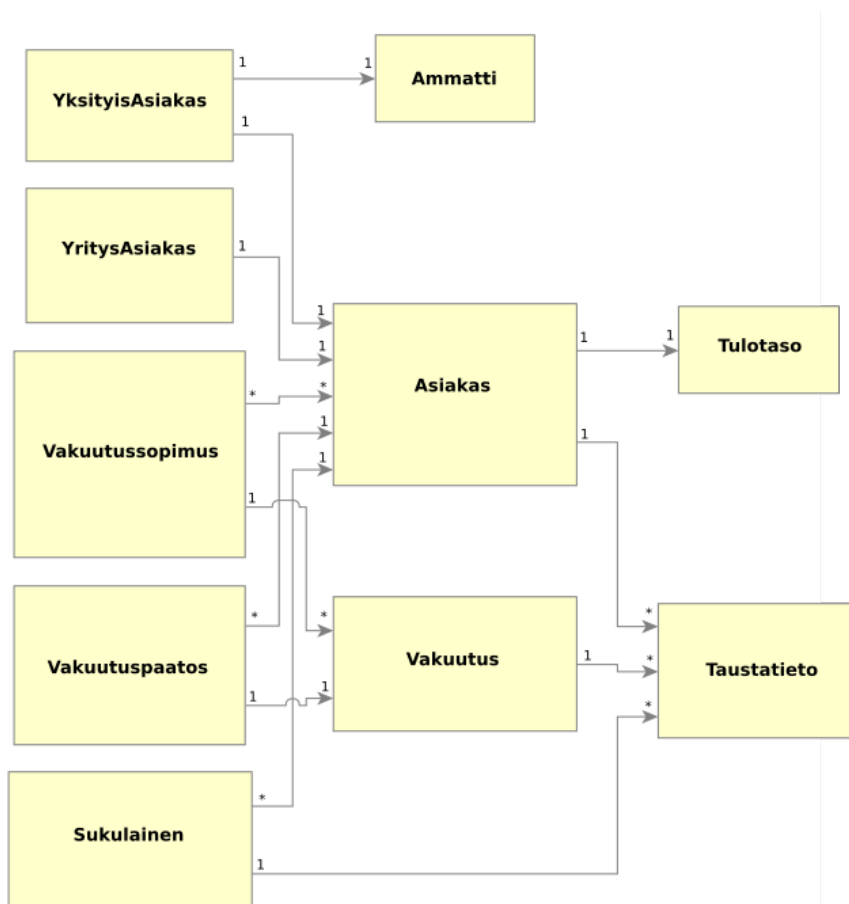 YksityisAsiakas
1
1
Ammatti
1
YritysAsiakas
1
1
1
*
1
1
Asiakas
1
1
Tulotaso
1
Vakuutussopimus
*
1
Vakuutuspaatos
*
1
*
1
Vakuutus
1
*
*
*
Taustatieto
Sukulainen
*
1